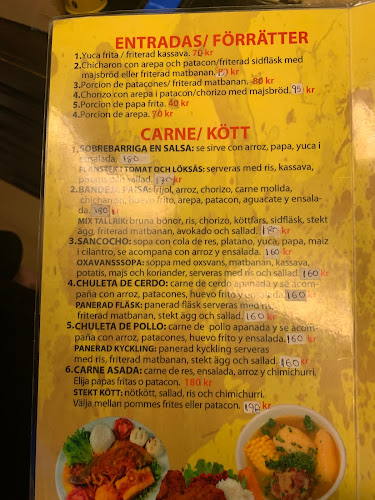 ENTRADAS/ FÖRRÄTTER
1.Yuca frita / friterad kassava. 70 kr
2.Chicharon con arepa och patacon/friterad sidfläsk med
majsbröd eller friterad matbanan. kr
3.Porcion de patacones/ friterad matbanan. 80 kr
4.Chorizo con arepa i patacon/chorizo med majsbröd. 95 kr
5.Porcion de papa frita. 40 kr
4.Porcion de arepa. 70 kr
CARNE/ KÖTT
1.SOBREBARRIGA EN SALSA: se sirve con arroz, papa, yuca i
ensalada. 180
FLANSTEK I TOMAT OCH LÖKSÅS: serveras med ris, kassava,
sallad. 170 kr
2.BANDEJA PAISA: frijol, arroz, chorizo, carne molida,
chicharron, huevo frito, arepa, patacon, aguacate y ensala-
da. 180 kr
MIX TALLRIK: bruna bönor, ris, chorizo, köttfärs, sidfläsk, stekt
ägg, friterad matbanan, avokado och sallad. 180 kr
3.SANCOCHO: sopa con cola de res, platano, yuca, papa, maiz
i cilantro, se acompaña con arroz y ensalada. 160 kr
OXAVANSSOPA: soppa med oxsvans, matbanan, kassava,
potatis, majs och koriander, serveras med ris och sallad. 160 kr
4.CHULETA DE CERDO: carne de cerdo apanada y se acom-
paña con arroz, patacones, huevo frito y ensalada. 160 kr
PANERAD FLÄSK: panerad fläsk serveras med ris,
friterad matbanan, stekt ägg och sallad. 160 kr
5.CHULETA DE POLLO: carne de pollo apanada y se acom-
paña con arroz, patacones, huevo frito y ensalada. 160 kr
PANERAD KYCKLING: panerad kyckling serveras
med ris, friterad matbanan, stekt ägg och sallad. 160 kr
6.CARNE ASADA: carne de res, ensalada, arroz y chimichurri.
Elija papas fritas o patacon. 180 kr
STEKT KÖTT: nötkött, sallad, ris och chimichurri.
Välja mellan pommes frites eller patacon. 190 kr